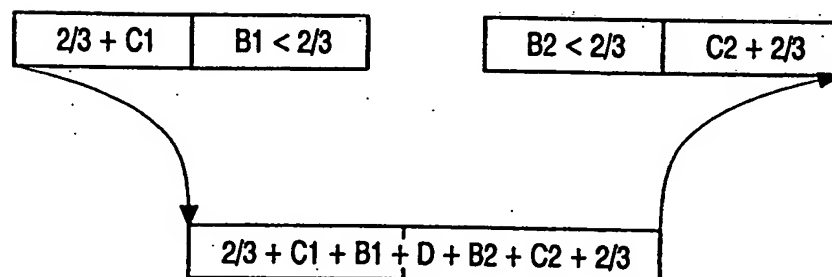 2/3 + C1 B1 < 2/3 B2 < 2/3 C2 + 2/3
2/3 + C1 + B1 + D + B2 + C2 + 2/3